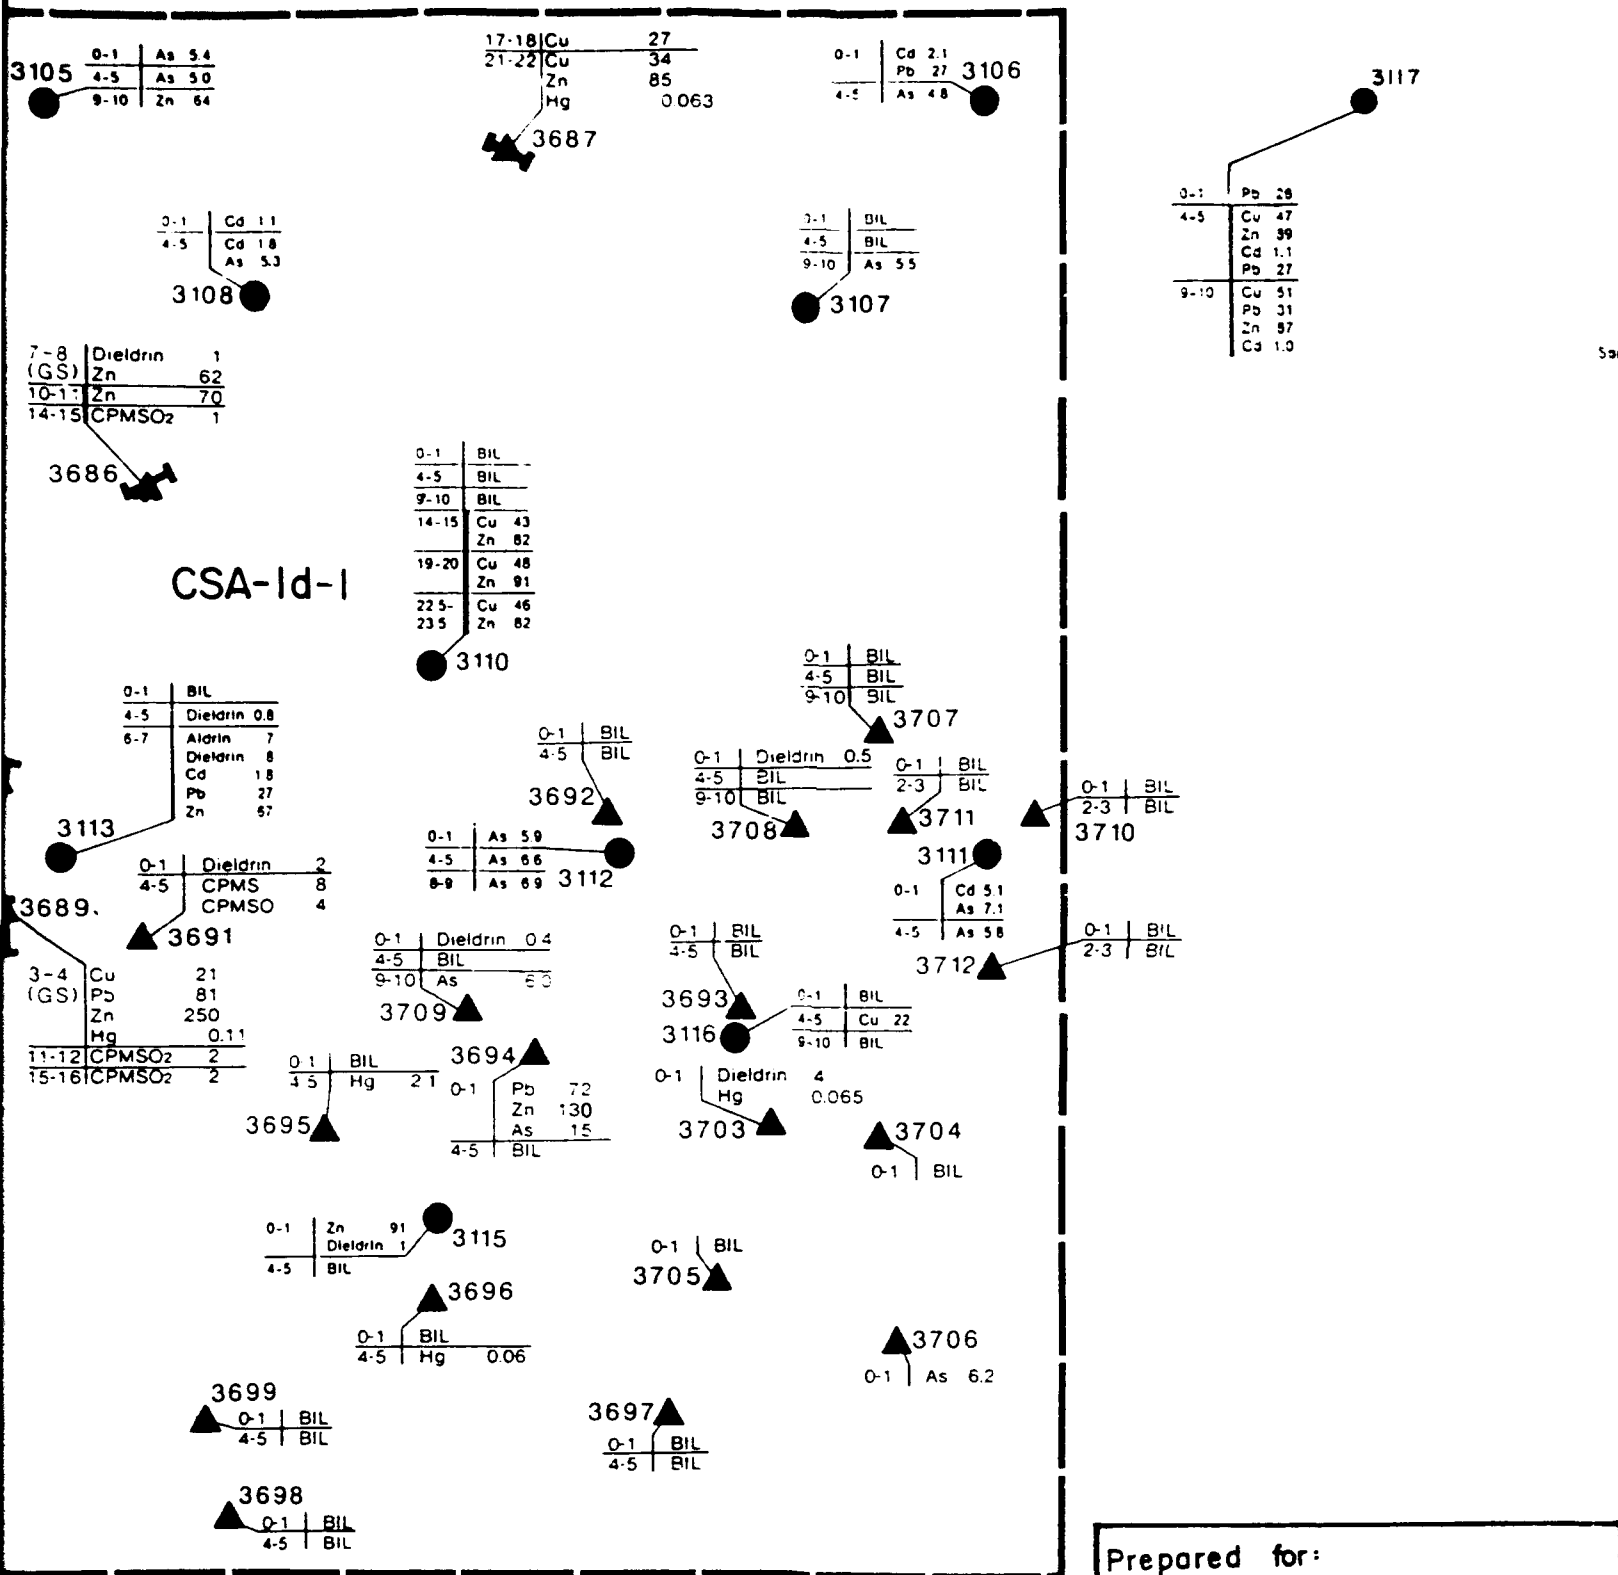 3105
0-1 As 5.4
4-5 As 5.0
9-10 Zn 64
17-18 Cu 27
21-22 Cu 34
Zn 85
Hg 0.063
3687
0-1 Cd 2.1
Pb 27
4-5 As 4.8
3106
3117
0-1 Pb 28
4-5 Cu 47
Zn 39
Cd 1.1
Pb 27
9-10 Cu 51
Pb 31
Zn 57
Cd 1.0
0-1 Cd 1.1
4-5 Cd 1.8
As 5.3
3108
0-1 BIL
4-5 BIL
9-10 As 5.5
3107
7-8 Dieldrin 1
(GS) Zn 62
10-11 Zn 70
14-15 CPMSO2 1
3686
0-1 BIL
4-5 BIL
9-10 BIL
14-15 Cu 43
Zn 82
19-20 Cu 48
Zn 91
22.5- Cu 46
23.5 Zn 82
3110
CSA-1d-1
0-1 BIL
4-5 Dieldrin 0.8
6-7 Aldrin 7
Dieldrin 8
Cd 1.8
Pb 27
Zn 67
3113
0-1 BIL
4-5 BIL
3692
0-1 BIL
4-5 BIL
9-10 BIL
3707
0-1 Dieldrin 0.5
4-5 BIL
9-10 BIL
3708
0-1 BIL
2-3 BIL
3711
0-1 BIL
2-3 BIL
3710
0-1 As 5.9
4-5 As 6.6
8-9 As 6.9
3112
3111
0-1 Cd 5.1
As 7.1
4-5 As 5.8
0-1 Dieldrin 2
4-5 CPMS 8
CPMSO 4
3691
3689
3-4 Cu 21
(GS) Pb 81
Zn 250
Hg 0.11
11-12 CPMSO2 2
15-16 CPMSO2 2
0-1 Dieldrin 0.4
4-5 BIL
9-10 As
3709
0-1 BIL
4-5 BIL
3693
0-1 BIL
2-3 BIL
3712
3116
0-1 BIL
4-5 Cu 22
9-10 BIL
0-1 BIL
4-5 Hg 2.1
3695
3694
0-1 Pb 72
Zn 130
As 15
4-5 BIL
0-1 Dieldrin 4
Hg 0.065
3703
3704
0-1 BIL
0-1 Zn 91
Dieldrin 1
4-5 BIL
3115
0-1 BIL
3705
3696
0-1 BIL
4-5 Hg 0.06
3706
0-1 As 6.2
3699
0-1 BIL
4-5 BIL
3697
0-1 BIL
4-5 BIL
3698
0-1 BIL
4-5 BIL
Prepared for: